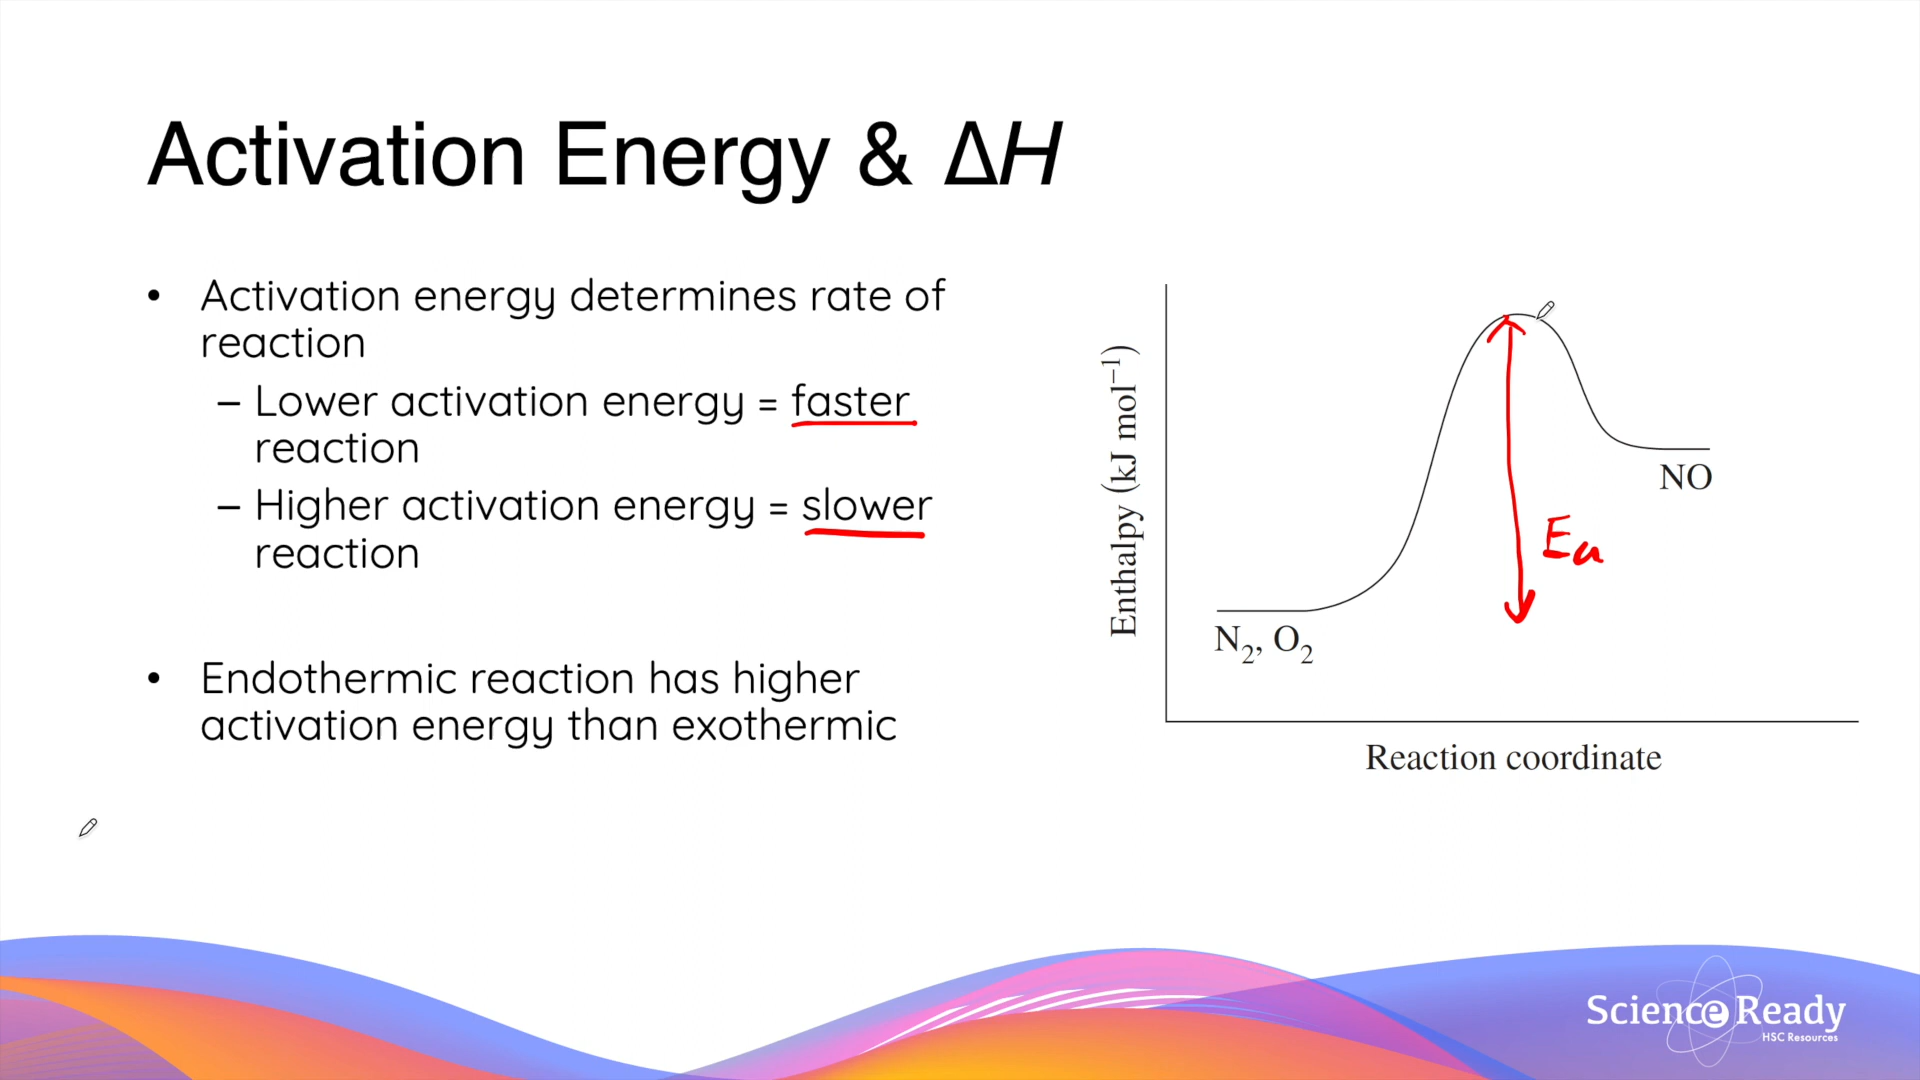 Activation Energy & ΔH
• Activation energy determines rate of
reaction
– Lower activation energy = faster
reaction
– Higher activation energy = slower
reaction
• Endothermic reaction has higher
activation energy than exothermic
Enthalpy (kJ mol⁻¹)
NO
Ea
N₂, O₂
Reaction coordinate
Science Ready
HSC Resources